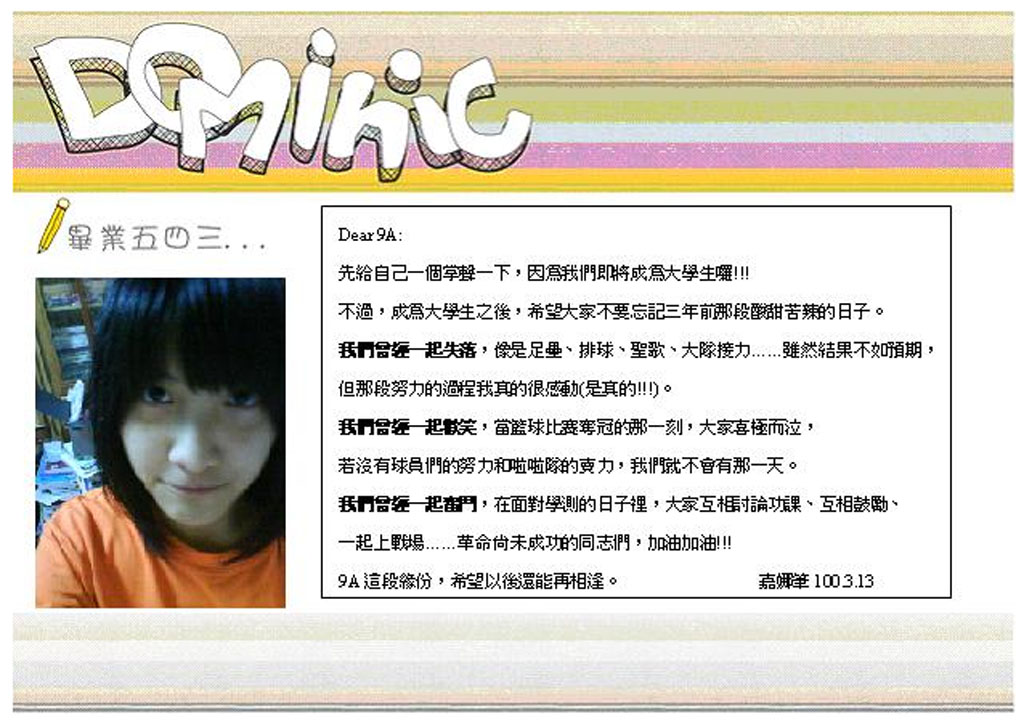 DOMiNiC
畢業五四三...
Dear 9A:
先給自己一個掌聲一下，因為我們即將成為大學生囉!!!
不過，成為大學生之後，希望大家不要忘記三年前那段酸甜苦辣的日子。
我們曾經一起失落，像是足壘、排球、聖歌、大隊接力……雖然結果不如預期，
但那段努力的過程我真的很感動(是真的!!!)。
我們曾經一起歡笑，當籃球比賽奪冠的那一刻，大家喜極而泣，
若沒有球員們的努力和啦啦隊的賣力，我們就不會有那一天。
我們曾經一起奮鬥，在面對學測的日子裡，大家互相討論功課、互相鼓勵、
一起上戰場……革命尚未成功的同志們，加油加油!!!
9A 這段緣份，希望以後還能再相逢。 嘉娜筆 100.3.13